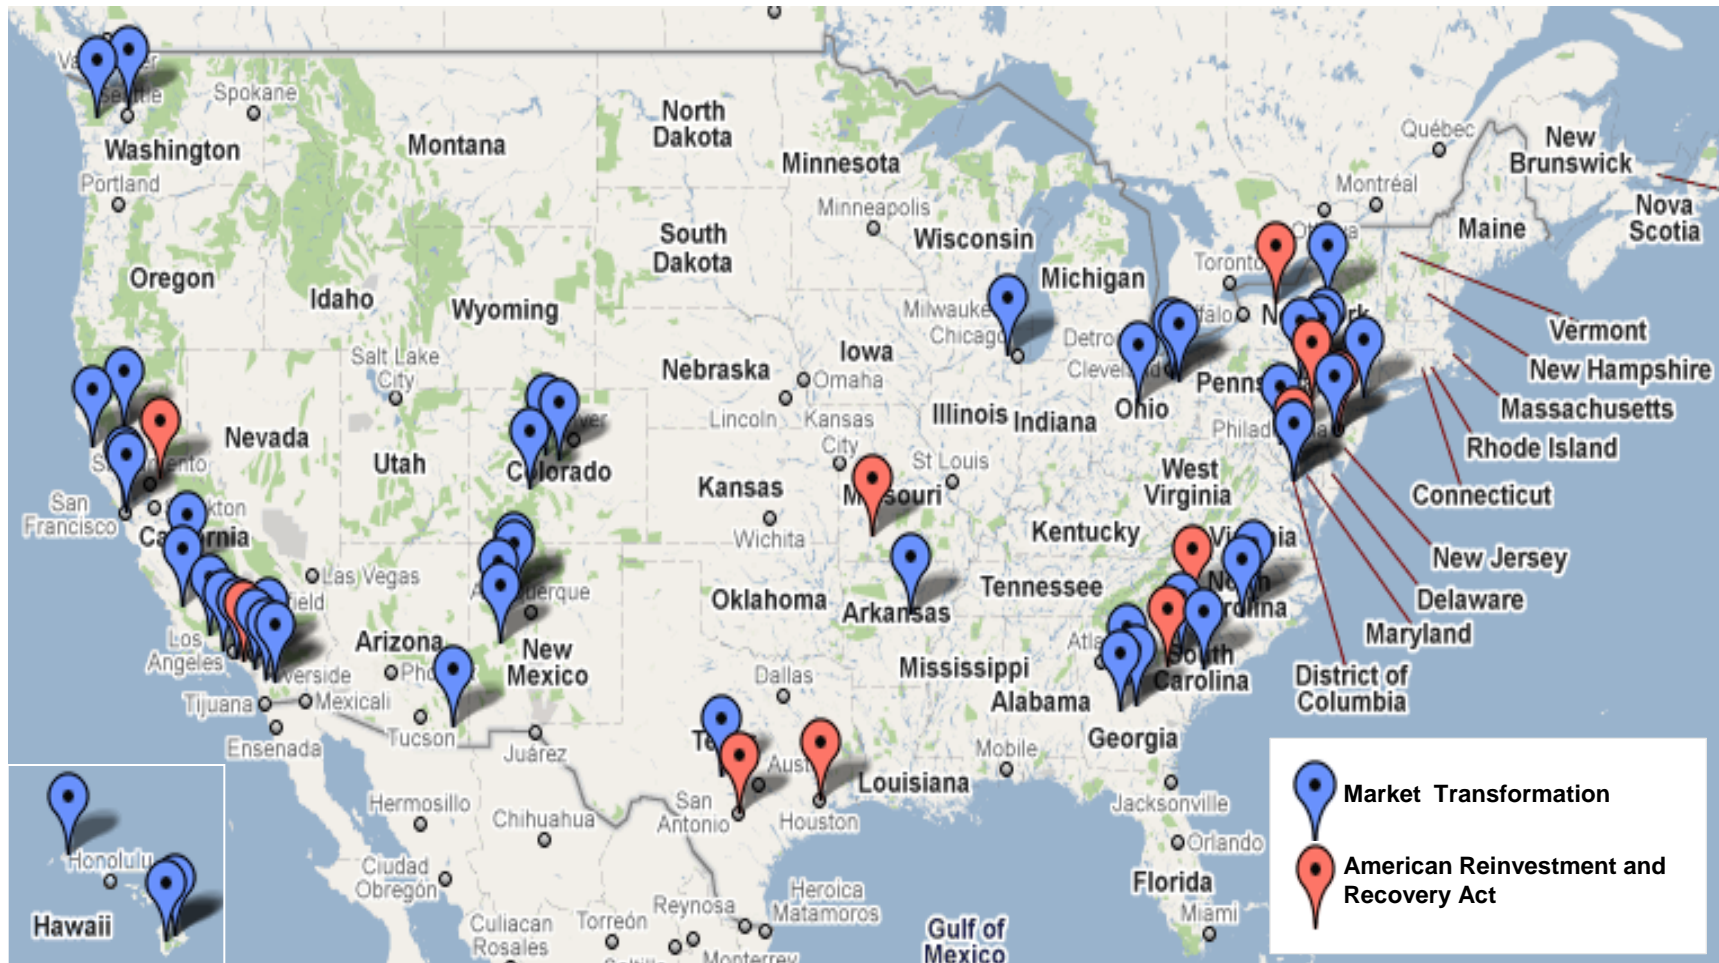 Seattle
Spokane
Washington
Portland
Montana
North
Dakota
Minnesota
Minneapolis
Québec
Montréal
New
Brunswick
Nova
Scotia
Maine
Oregon
Idaho
Wyoming
South
Dakota
Wisconsin
Michigan
Toronto
Vermont
New Hampshire
Massachusetts
Rhode Island
Connecticut
New Jersey
Delaware
Maryland
District of
Columbia
Salt Lake
City
Nebraska
Iowa
Omaha
Lincoln
Chicago
Illinois
Indiana
Ohio
Nevada
Utah
Colorado
Kansas
City
Kansas
St Louis
Wichita
West
Virginia
Kentucky
San
Francisco
Las Vegas
Los
Angeles
Arizona
New
Mexico
Oklahoma
Arkansas
Tennessee
Mississippi
Alabama
Georgia
South
Carolina
Tijuana
Mexicali
Ensenada
Tucson
Juárez
Dallas
San
Antonio
Houston
Louisiana
Mobile
Jacksonville
Orlando
Florida
Miami
Hermosillo
Chihuahua
Ciudad
Obregón
Culiacan
Rosales
Torreón
Reynosa
Heroica
Matamoros
Monterrey
Gulf of
Mexico
Honolulu
Hawaii
Market Transformation
American Reinvestment and
Recovery Act